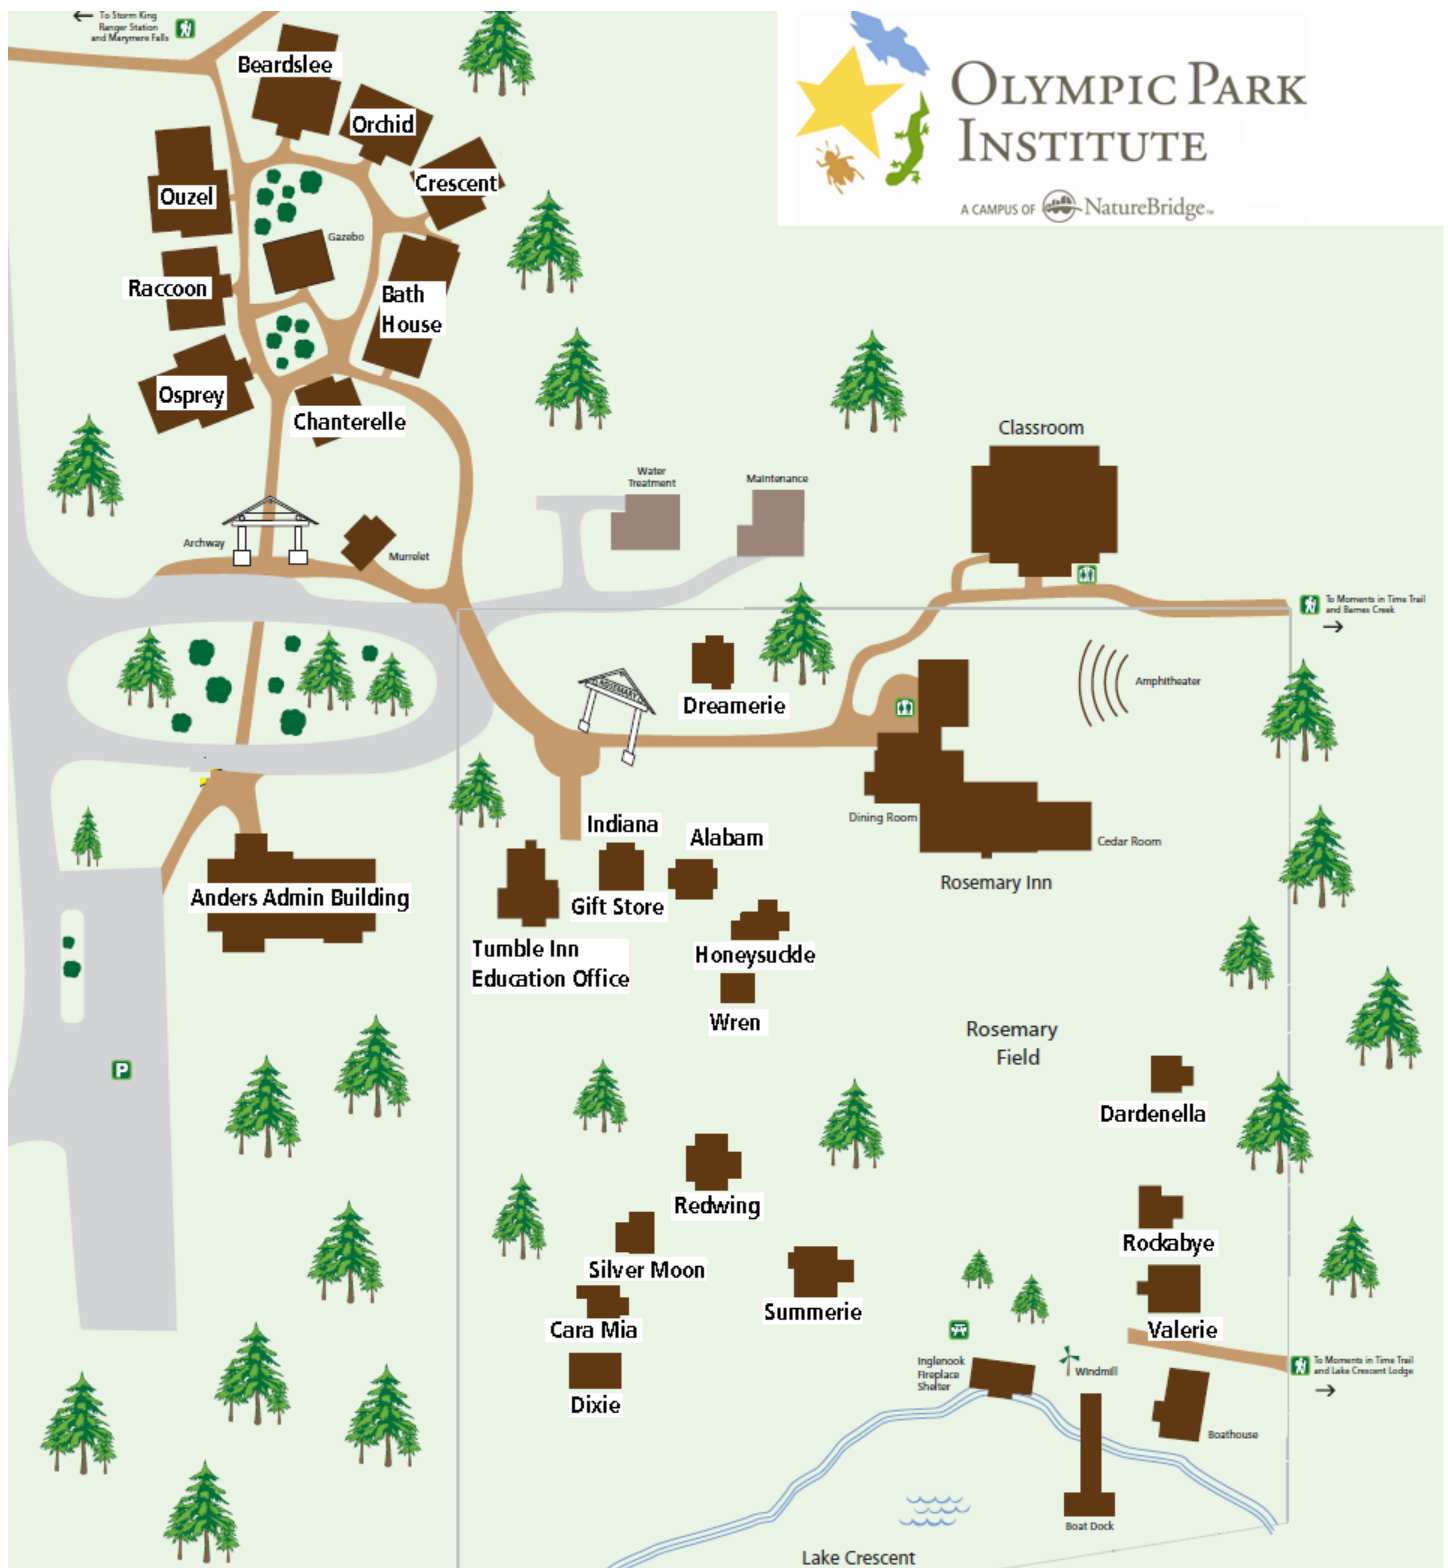 To Storm King
Ranger Station
and Marymere Falls
OLYMPIC PARK
INSTITUTE
A CAMPUS OF NatureBridge™
Beardslee
Orchid
Crescent
Ouzel
Gazebo
Raccoon
Bath
House
Osprey
Chanterelle
Classroom
Water
Treatment
Maintenance
Archway
Murrelet
To Moments in Time Trail
and Barnes Creek
ROSEMARY
Dreamerie
Amphitheater
Dining Room
Cedar Room
Rosemary Inn
Indiana
Alabam
Anders Admin Building
Gift Store
Tumble Inn
Education Office
Honeysuckle
Wren
Rosemary
Field
P
Dardenella
Redwing
Rockabye
Silver Moon
Summerie
Cara Mia
Valerie
Inglenook
Fireplace
Shelter
Windmill
To Moments in Time Trail
and Lake Crescent Lodge
Dixie
Boathouse
Boat Dock
Lake Crescent